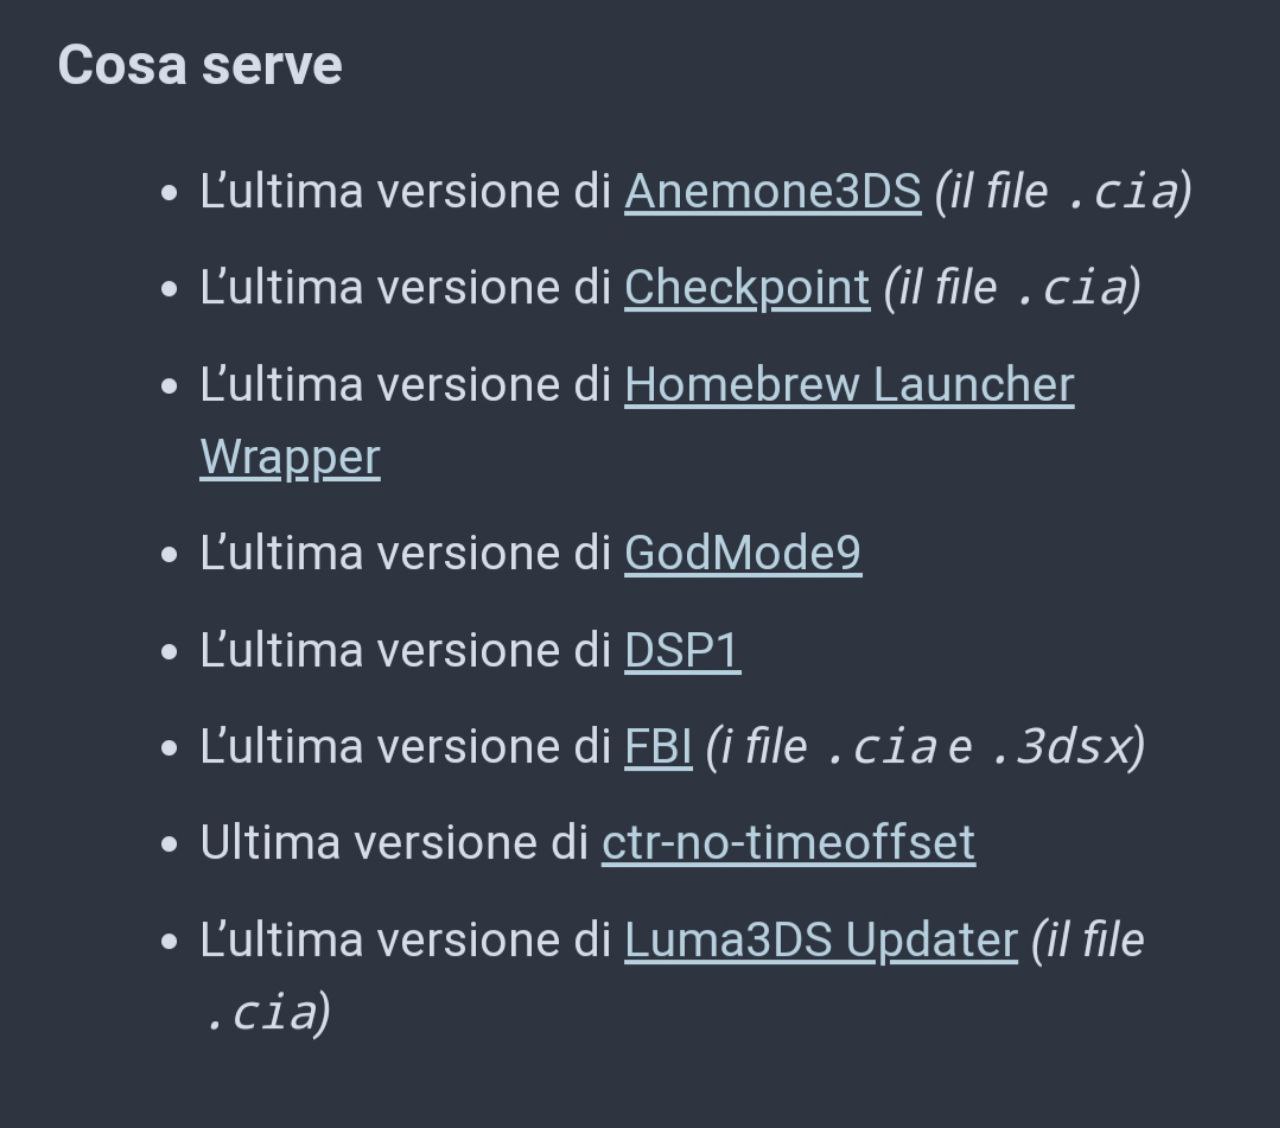 Cosa serve
• L’ultima versione di Anemone3DS (il file .cia)
• L’ultima versione di Checkpoint (il file .cia)
• L’ultima versione di Homebrew Launcher
Wrapper
• L’ultima versione di GodMode9
• L’ultima versione di DSP1
• L’ultima versione di FBI (i file .cia e .3dsx)
• Ultima versione di ctr-no-timeoffset
• L’ultima versione di Luma3DS Updater (il file
.cia)